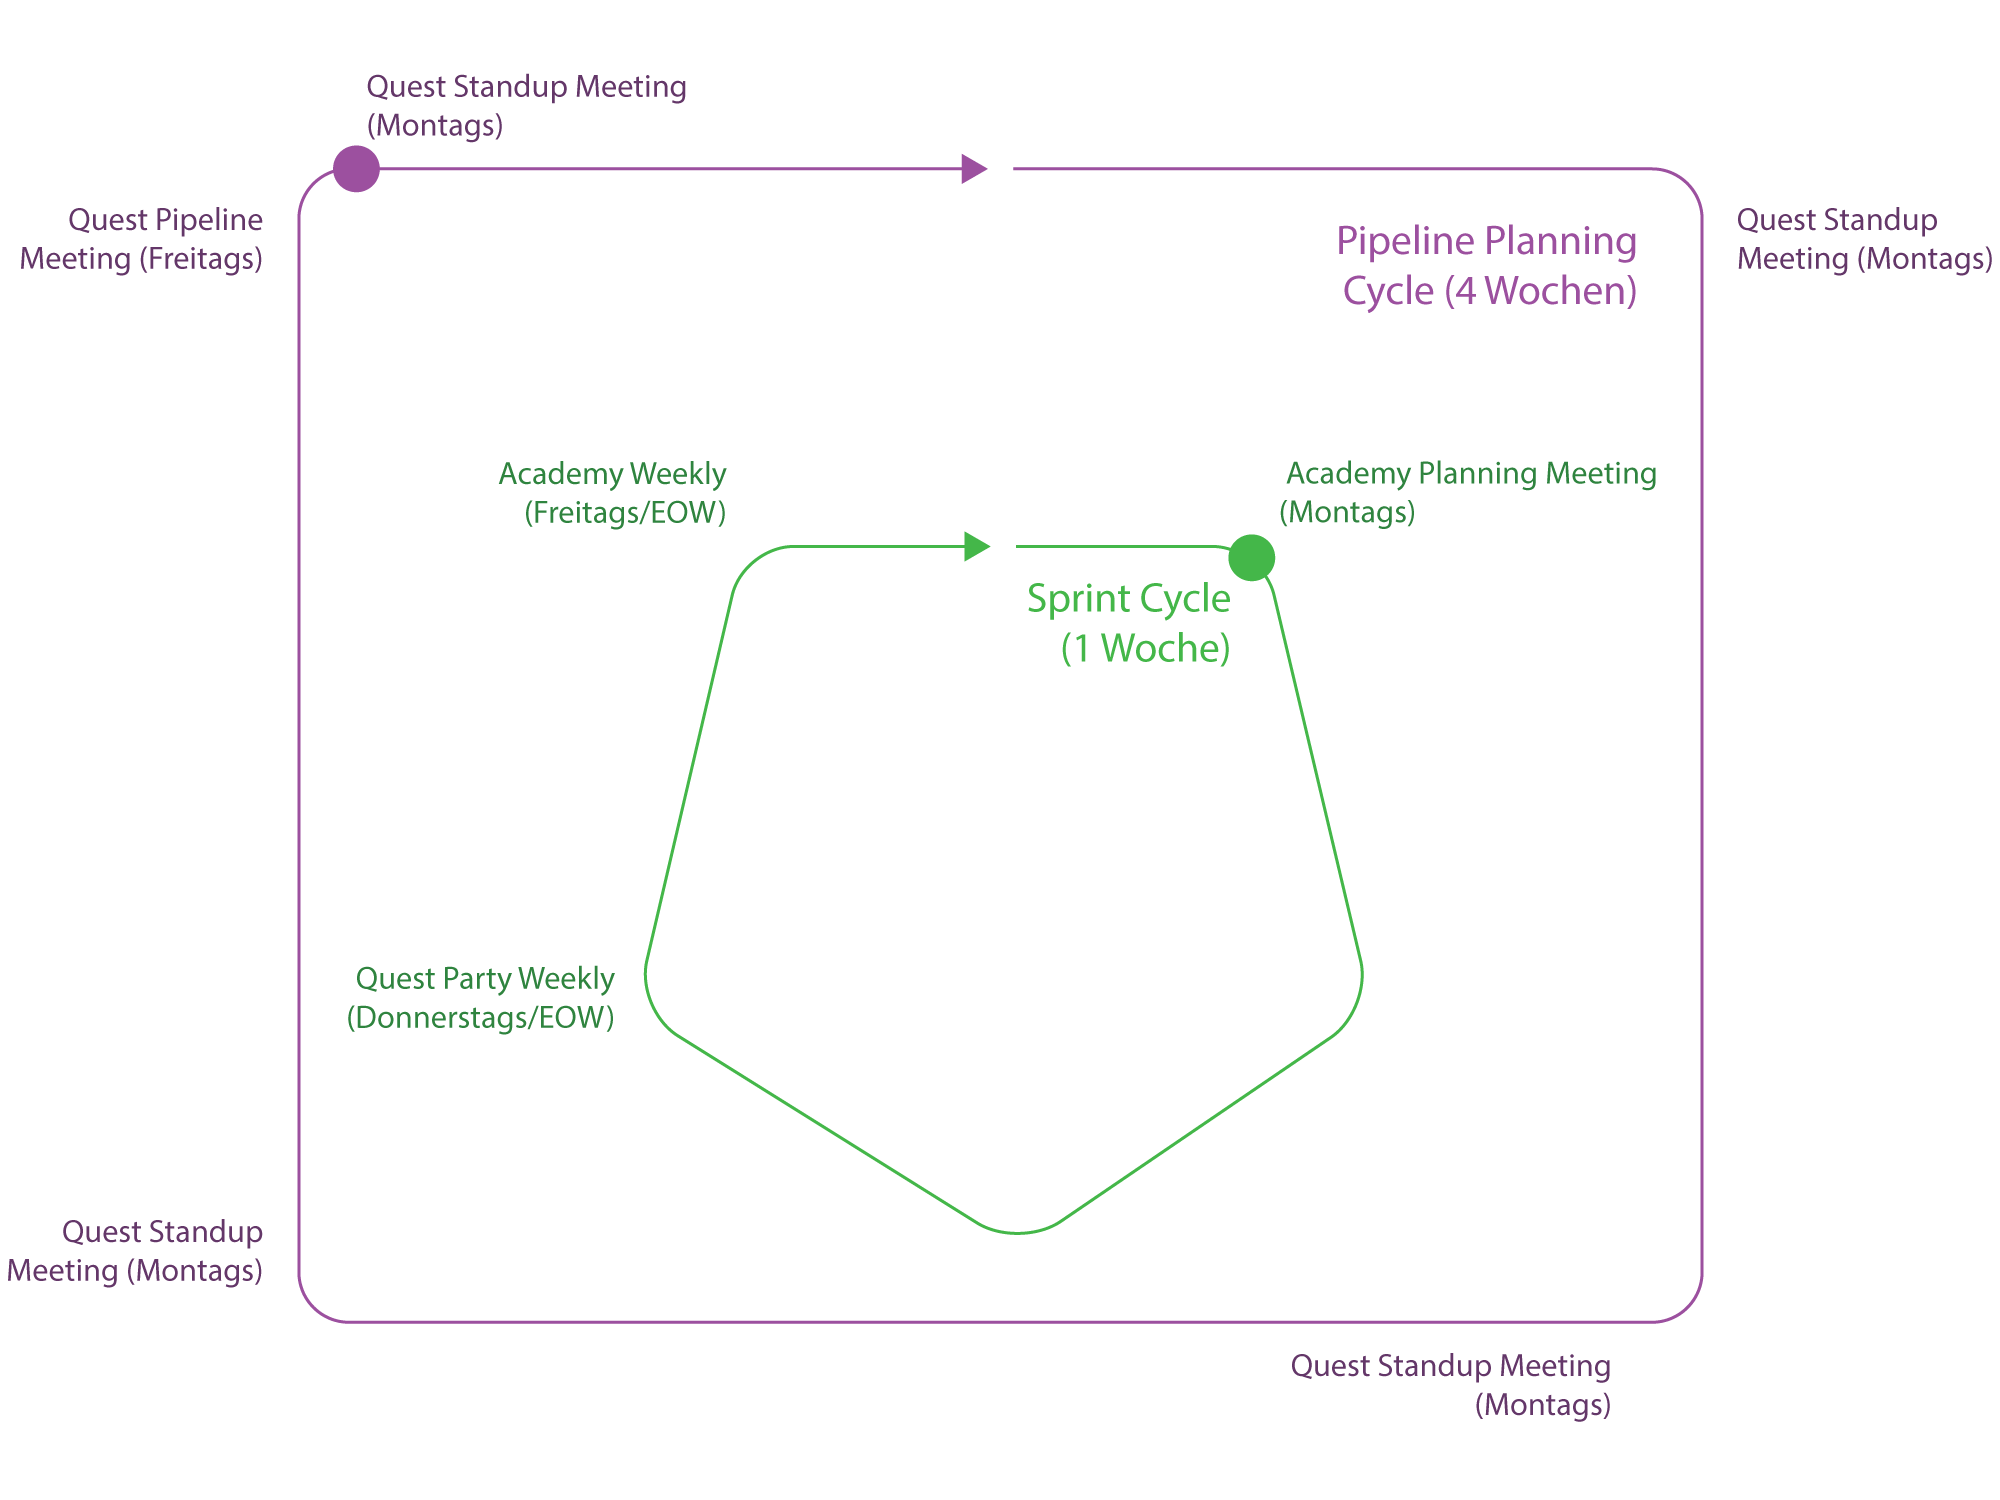 Quest Standup Meeting
(Montags)
Quest Pipeline
Meeting (Freitags)
Pipeline Planning
Cycle (4 Wochen)
Quest Standup
Meeting (Montags)
Academy Weekly
(Freitags/EOW)
Academy Planning Meeting
(Montags)
Sprint Cycle
(1 Woche)
Quest Party Weekly
(Donnerstags/EOW)
Quest Standup
Meeting (Montags)
Quest Standup Meeting
(Montags)